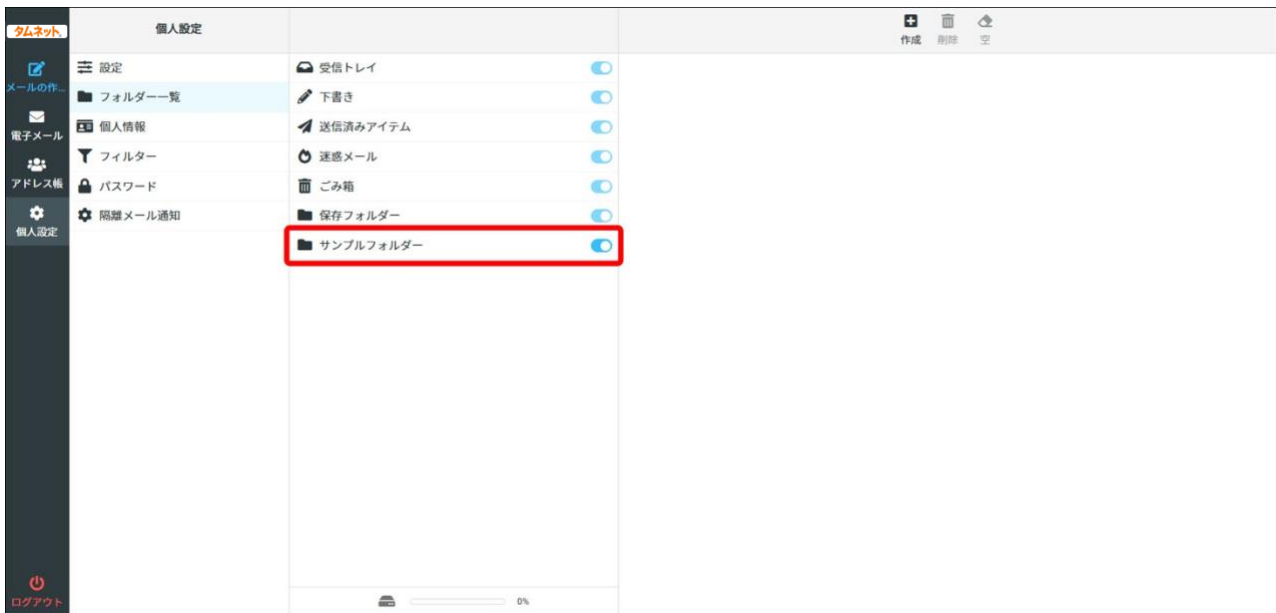 タムネット
個人設定
作成
削除
空
メールの作...
電子メール
アドレス帳
個人設定
ログアウト
設定
フォルダー一覧
個人情報
フィルター
パスワード
隔離メール通知
受信トレイ
下書き
送信済みアイテム
迷惑メール
ごみ箱
保存フォルダー
サンプルフォルダー
0%